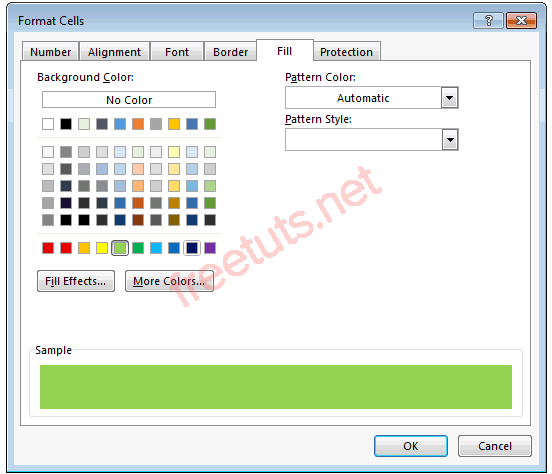 Format Cells
?
Number Alignment Font Border Fill Protection
Background Color: Pattern Color:
No Color Automatic
Pattern Style:
Fill Effects... More Colors...
freetuts.net
Sample
OK Cancel